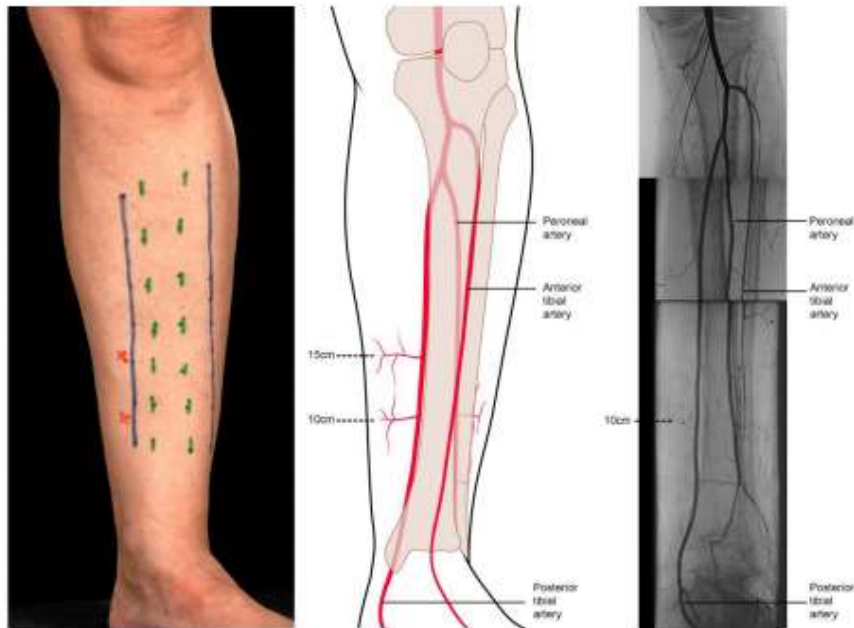 Peroneal
artery
Anterior
tibial
artery
15cm
10cm
Posterior
tibial
artery
Peroneal
artery
Anterior
tibial
artery
10cm
Posterior
tibial
artery